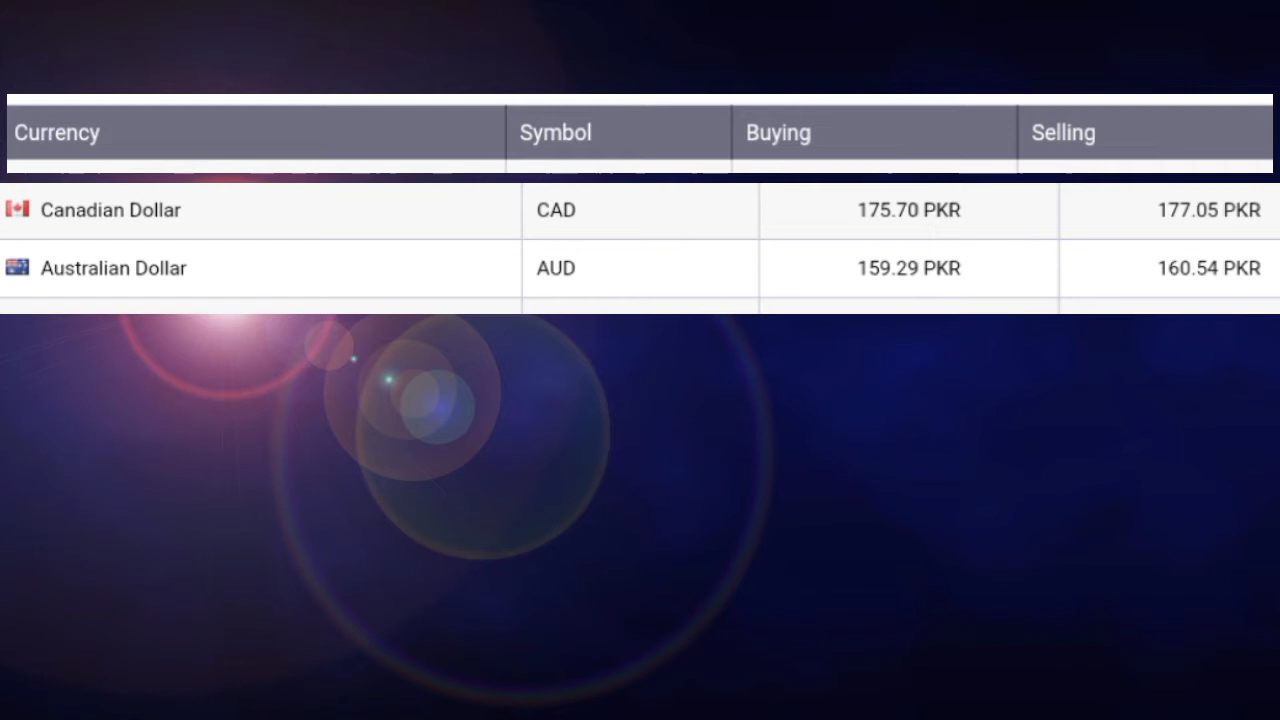 Currency Symbol Buying Selling
Canadian Dollar CAD 175.70 PKR 177.05 PKR
Australian Dollar AUD 159.29 PKR 160.54 PKR